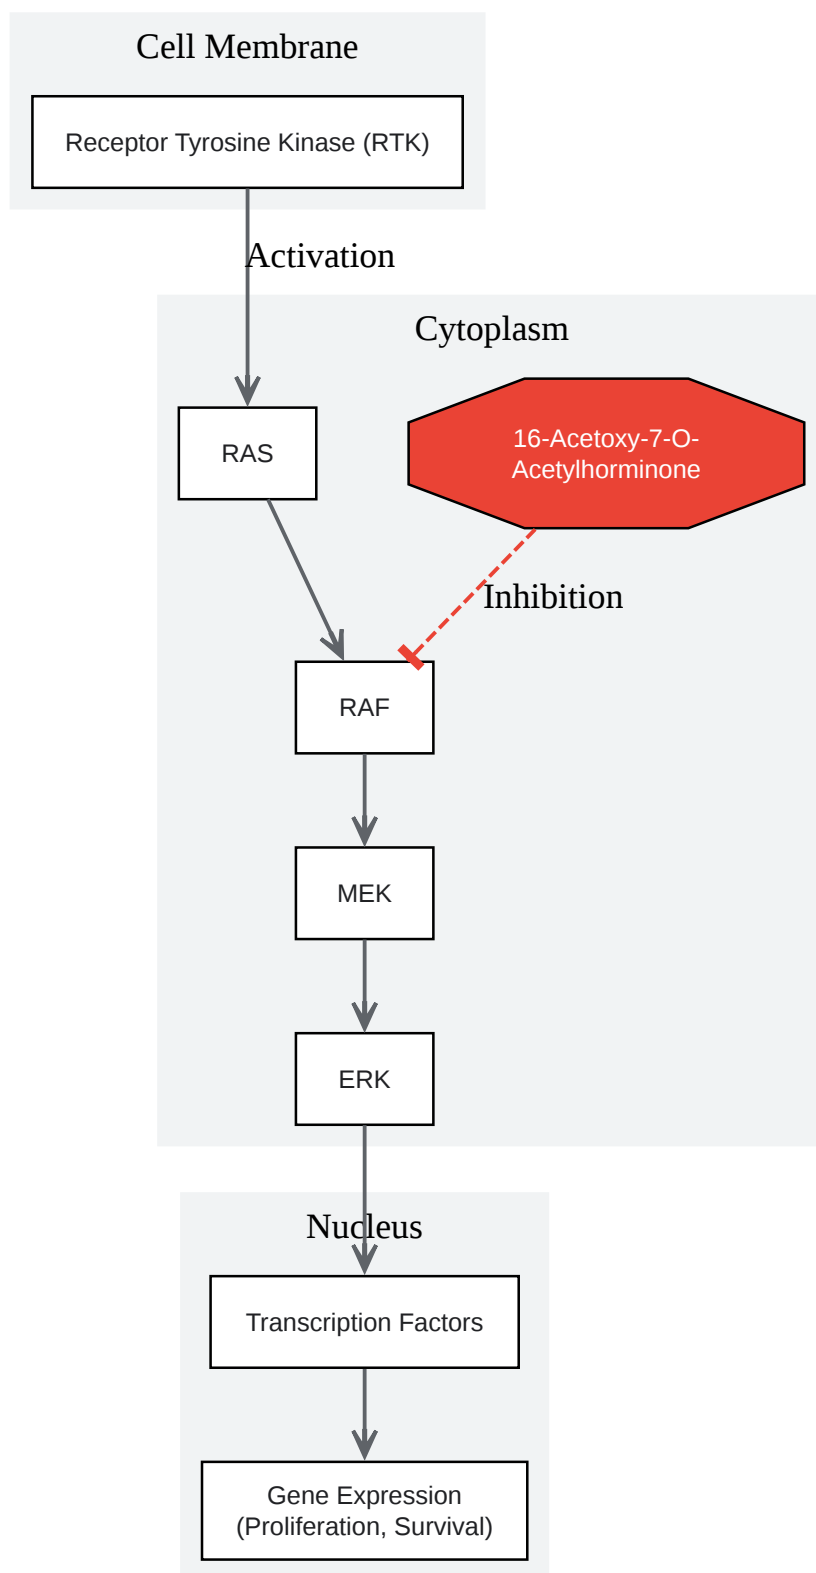 Cell Membrane
Receptor Tyrosine Kinase (RTK)
Activation
Cytoplasm
RAS
16-Acetoxy-7-O-
Acetylhorminone
Inhibition
RAF
MEK
ERK
Nucleus
Transcription Factors
Gene Expression
(Proliferation, Survival)